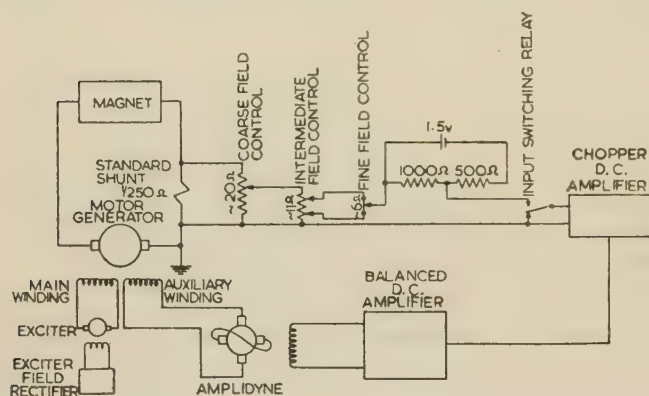 MAGNET
STANDARD
SHUNT
1/250 Ω
MOTOR
GENERATOR
COARSE FIELD
CONTROL
~20Ω
INTERMEDIATE
FIELD CONTROL
~1Ω
FINE FIELD CONTROL
~6Ω
1.5v
1000Ω 500Ω
INPUT SWITCHING RELAY
CHOPPER
D.C.
AMPLIFIER
MAIN
WINDING
AUXILIARY
WINDING
EXCITER
EXCITER
FIELD
RECTIFIER
AMPLIDYNE
BALANCED
D.C.
AMPLIFIER